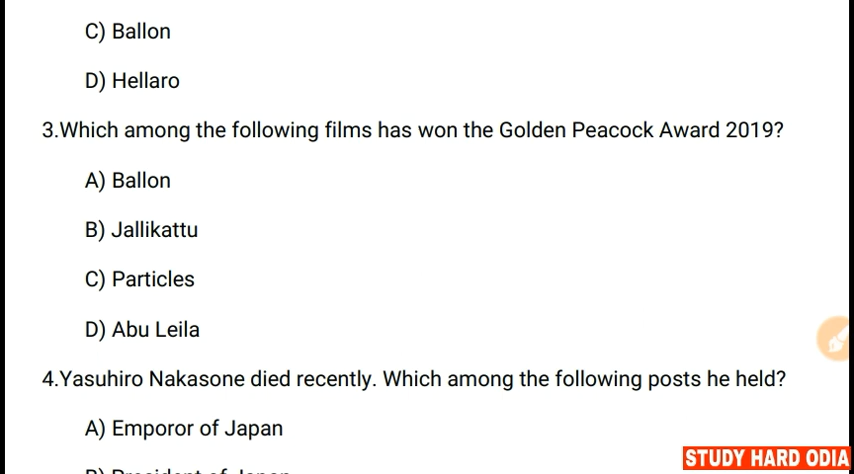 C) Ballon
D) Hellaro
3.Which among the following films has won the Golden Peacock Award 2019?
A) Ballon
B) Jallikattu
C) Particles
D) Abu Leila
4.Yasuhiro Nakasone died recently. Which among the following posts he held?
A) Emporor of Japan
STUDY HARD ODIA